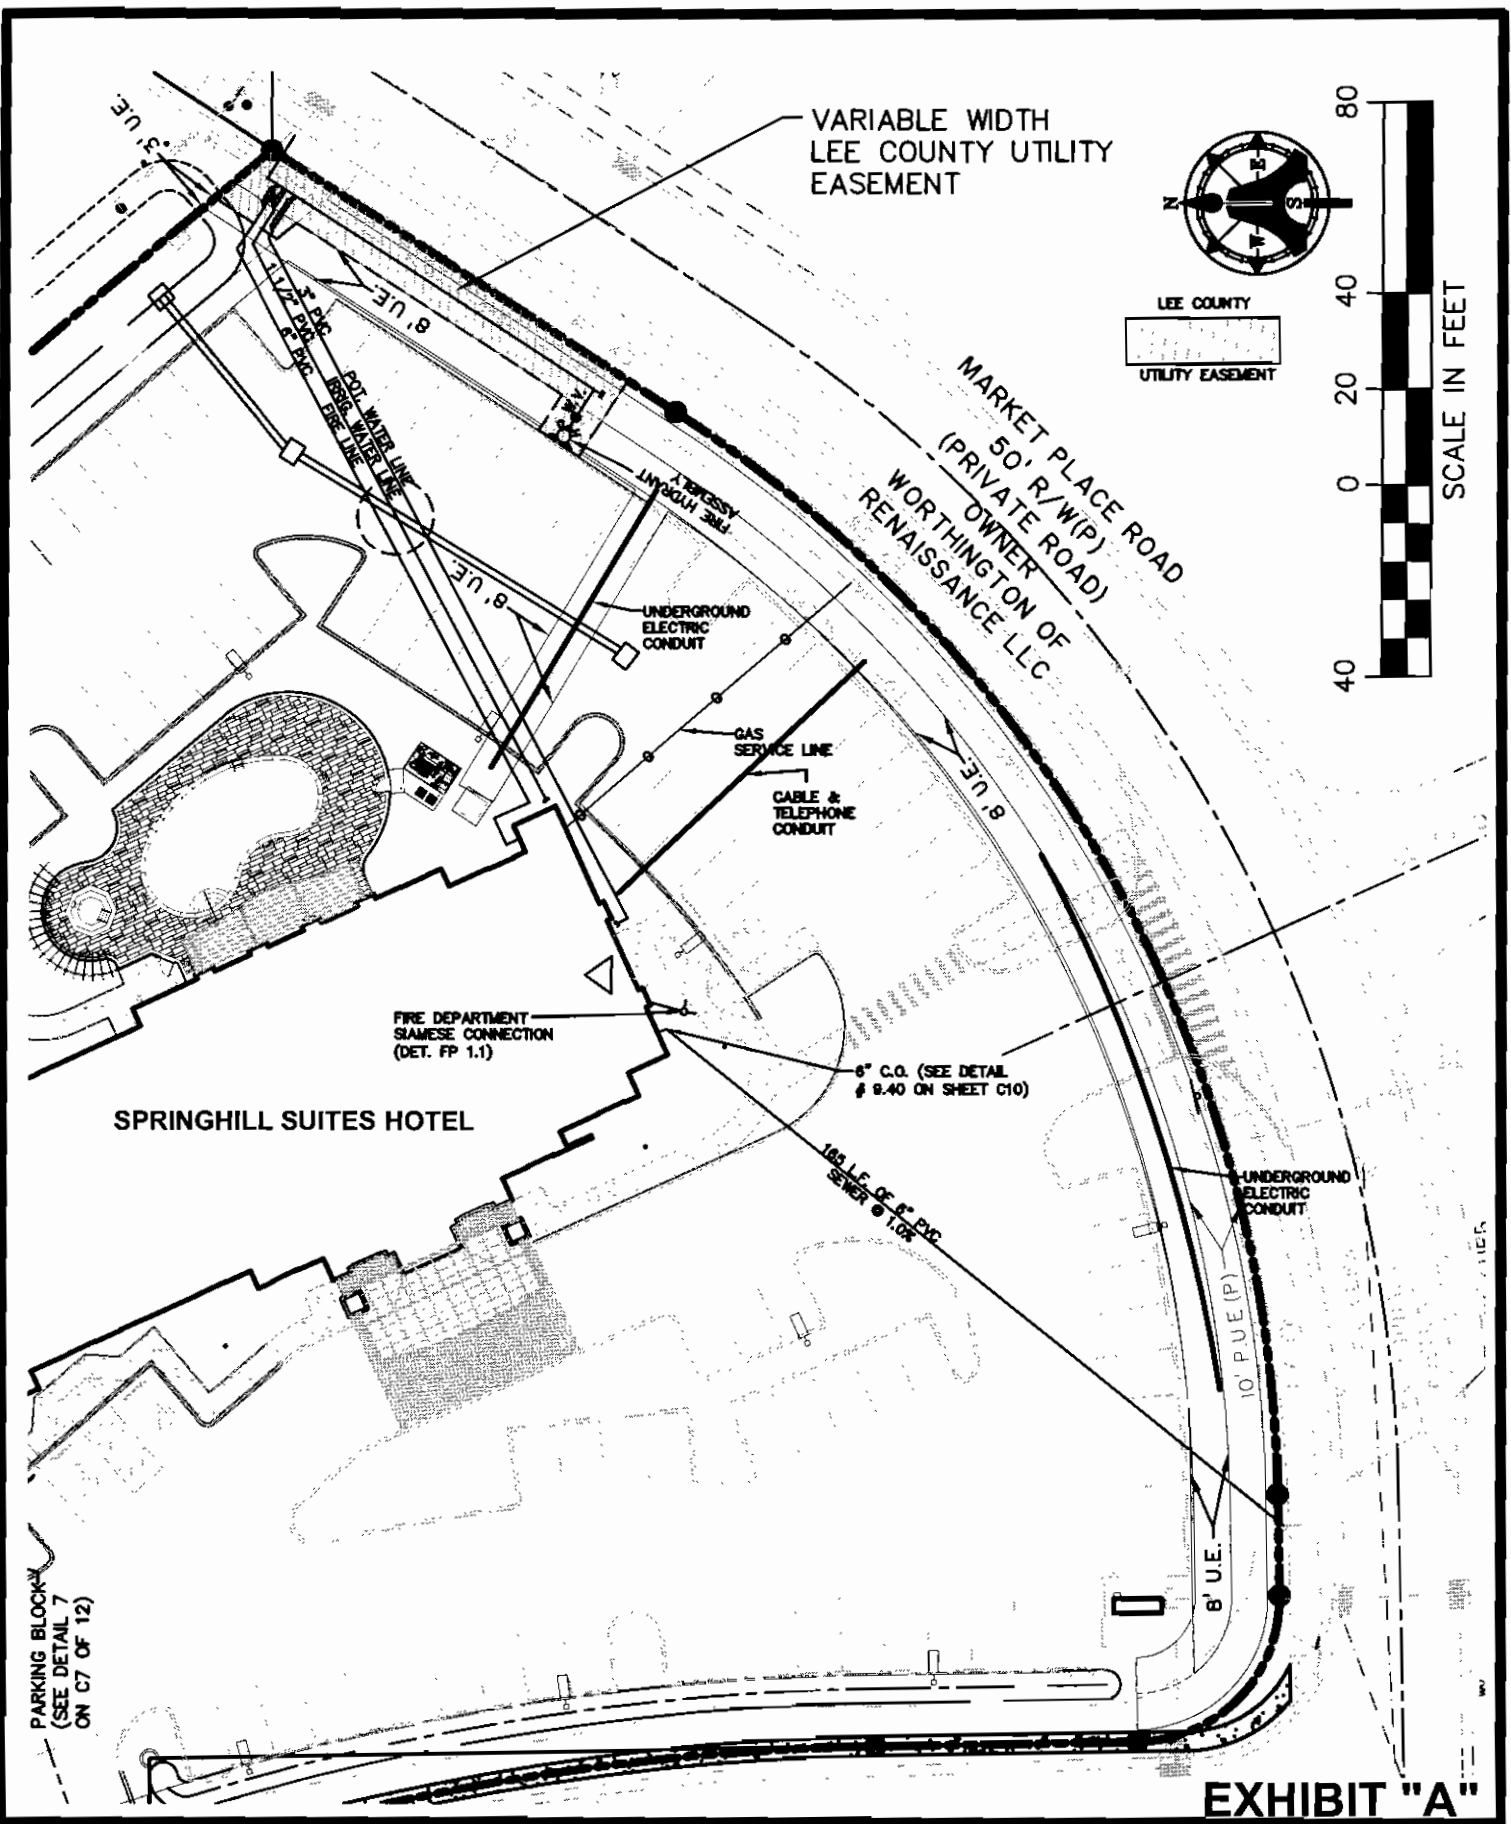 VARIABLE WIDTH
LEE COUNTY UTILITY
EASEMENT
3' U.E.
N
E
S
W
80
40
20
0
40
SCALE IN FEET
LEE COUNTY
UTILITY EASEMENT
MARKET PLACE ROAD
50' R/W(P)
(PRIVATE ROAD)
OWNER
WORTHINGTON OF
RENAISSANCE LLC
8' U.E.
3" PVC
1 1/2" PVC
6" PVC
POT. WATER LINE
IRRIG. WATER LINE
FIRE LINE
FIRE HYDRANT
ASSEMBLY
8' U.E.
UNDERGROUND
ELECTRIC
CONDUIT
GAS
SERVICE LINE
CABLE &
TELEPHONE
CONDUIT
8' U.E.
FIRE DEPARTMENT
SIAMESE CONNECTION
(DET. FP 1.1)
6" C.O. (SEE DETAIL
# 9.40 ON SHEET C10)
SPRINGHILL SUITES HOTEL
165 L.F. OF 6" PVC
SEWER @ 1.0%
UNDERGROUND
ELECTRIC
CONDUIT
10' PUE(P)
8' U.E.
PARKING BLOCK
(SEE DETAIL 7
ON C7 OF 12)
EXHIBIT "A"